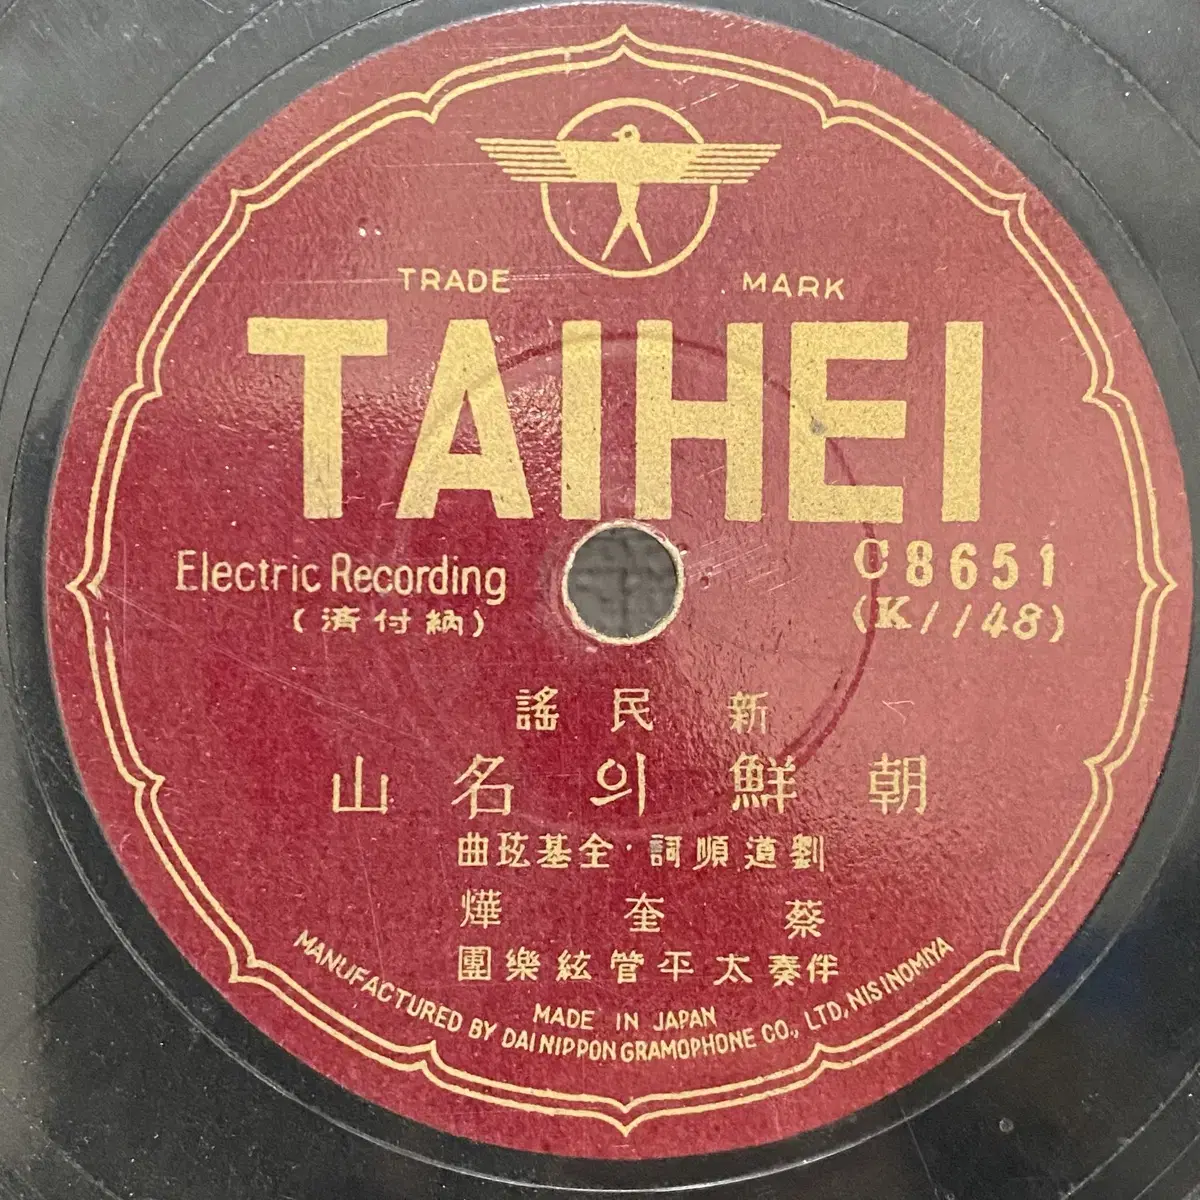 TRADE MARK
TAIHEI
Electric Recording
(納付済)
C8651
(K1148)
新民謠
朝鮮의名山
劉道順詞・全基玹曲
蔡奎燁
伴奏太平管絃樂團
MADE IN JAPAN
MANUFACTURED BY DAI NIPPON GRAMOPHONE CO., LTD, NISINOMIYA